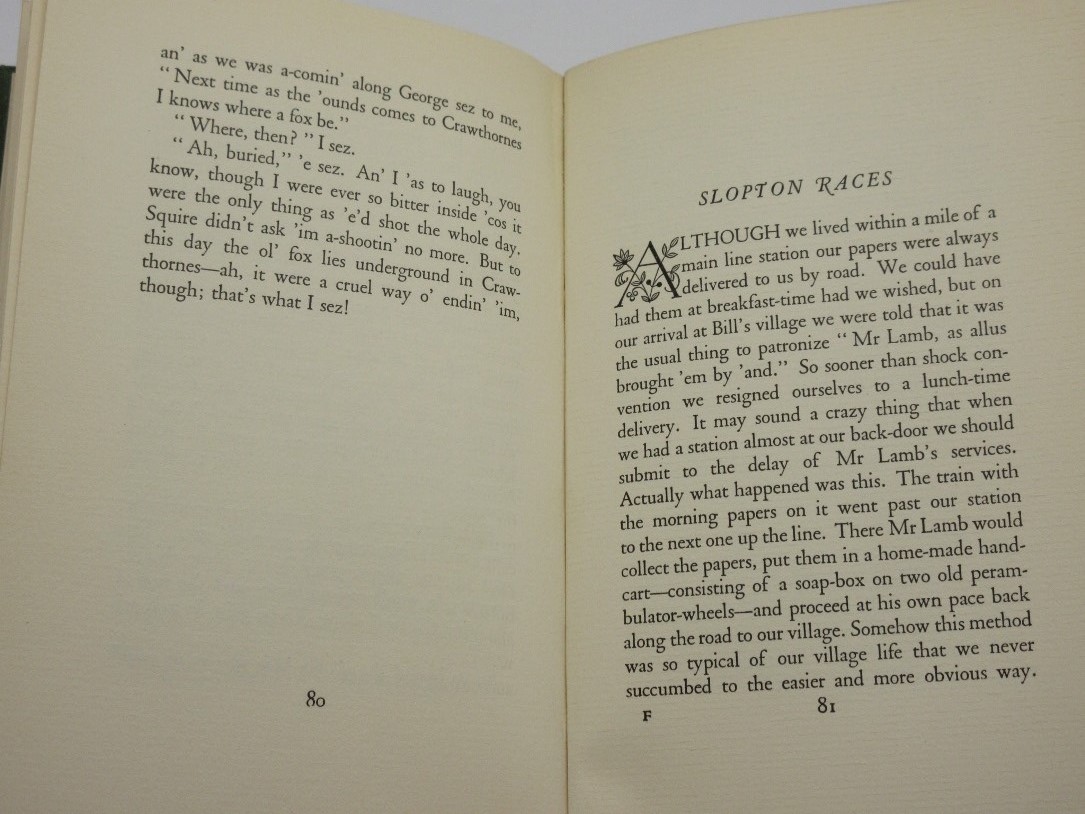 an' as we was a-comin' along George sez to me,
“ Next time as the 'ounds comes to Crawthornes
I knows where a fox be.”
“ Where, then? ” I sez.
“ Ah, buried,” 'e sez. An' I 'as to laugh, you
know, though I were ever so bitter inside 'cos it
were the only thing as 'e'd shot the whole day.
Squire didn't ask 'im a-shootin' no more. But to
this day the ol' fox lies underground in Craw-
thornes—ah, it were a cruel way o' endin' 'im,
though; that's what I sez!
80
SLOPTON RACES
ALTHOUGH we lived within a mile of a
main line station our papers were always
delivered to us by road. We could have
had them at breakfast-time had we wished, but on
our arrival at Bill's village we were told that it was
the usual thing to patronize “ Mr Lamb, as allus
brought 'em by 'and.” So sooner than shock con-
vention we resigned ourselves to a lunch-time
delivery. It may sound a crazy thing that when
we had a station almost at our back-door we should
submit to the delay of Mr Lamb's services.
Actually what happened was this. The train with
the morning papers on it went past our station
to the next one up the line. There Mr Lamb would
collect the papers, put them in a home-made hand-
cart—consisting of a soap-box on two old peram-
bulator-wheels—and proceed at his own pace back
along the road to our village. Somehow this method
was so typical of our village life that we never
succumbed to the easier and more obvious way.
F 81